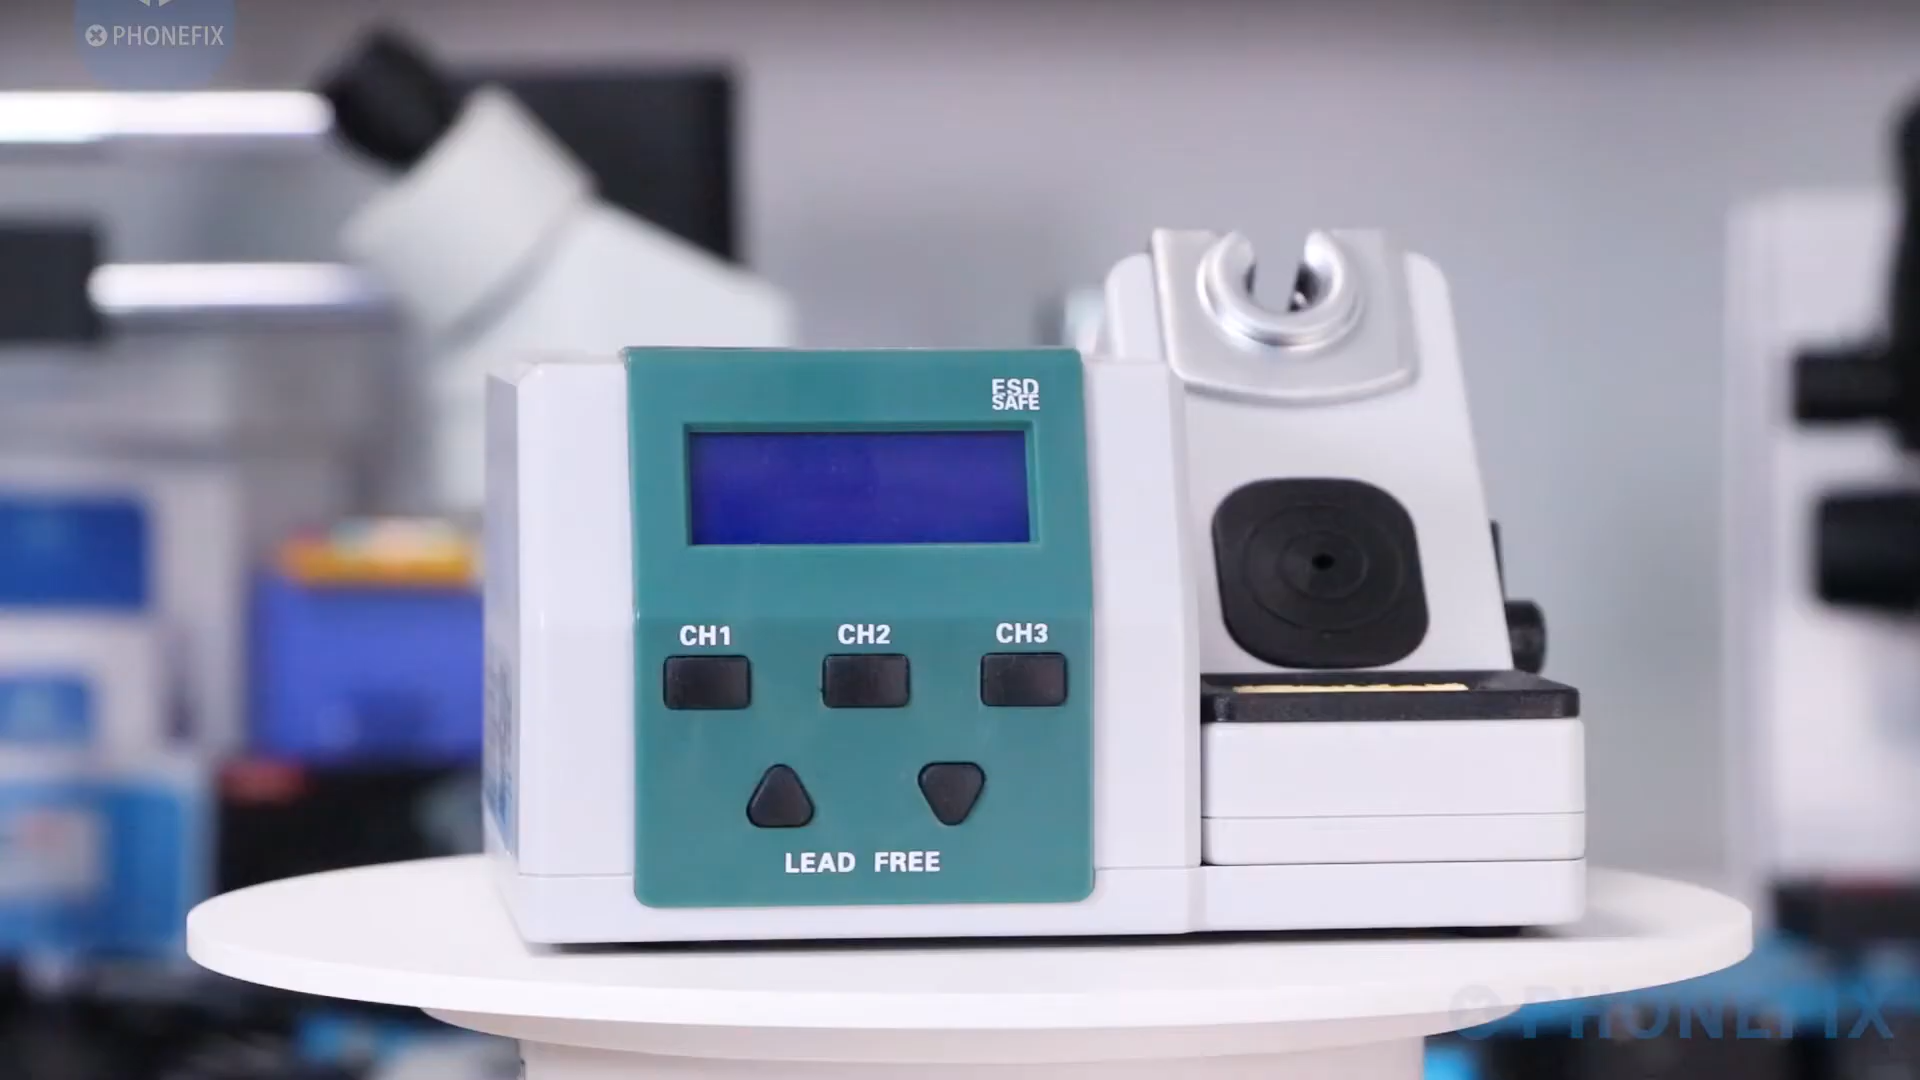 PHONEFIX
ESD
SAFE
CH1 CH2 CH3
LEAD FREE
PHONEFIX